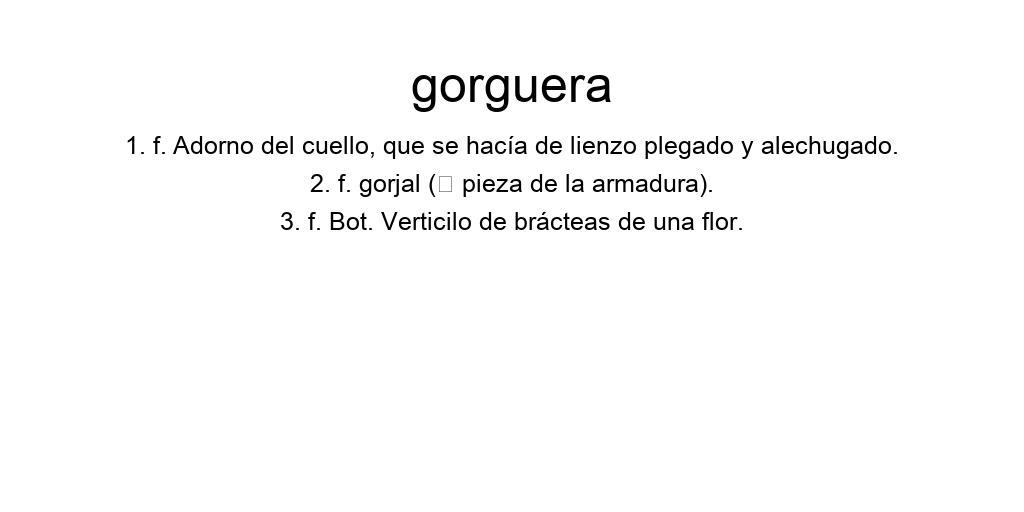 gorguera
1. f. Adorno del cuello, que se hacía de lienzo plegado y alechugado.
2. f. gorjal (□ pieza de la armadura).
3. f. Bot. Verticilo de brácteas de una flor.